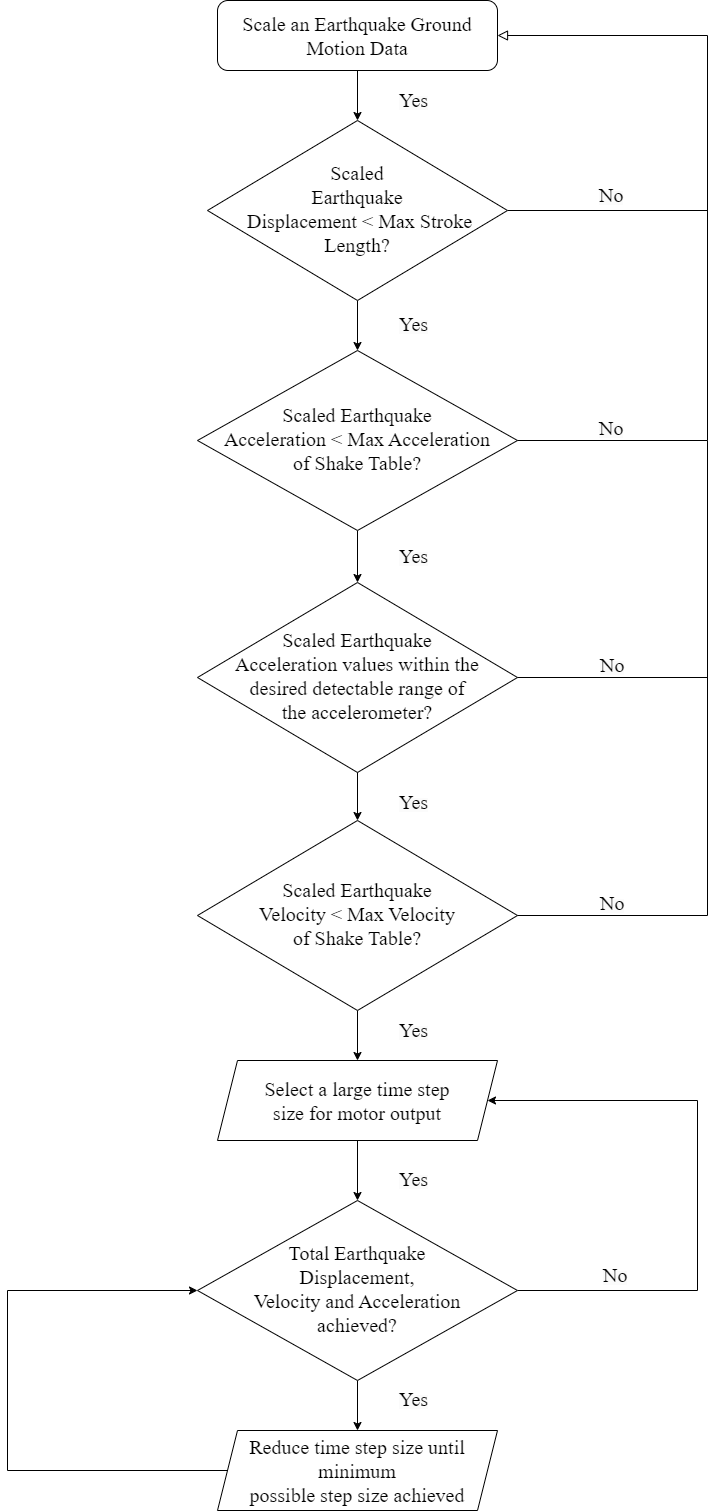 Scale an Earthquake Ground
Motion Data
Yes
Scaled
Earthquake
Displacement < Max Stroke
Length?
No
Yes
Scaled Earthquake
Acceleration < Max Acceleration
of Shake Table?
No
Yes
Scaled Earthquake
Acceleration values within the
desired detectable range of
the accelerometer?
No
Yes
Scaled Earthquake
Velocity < Max Velocity
of Shake Table?
No
Yes
Select a large time step
size for motor output
Yes
Total Earthquake
Displacement,
Velocity and Acceleration
achieved?
No
Yes
Reduce time step size until
minimum
possible step size achieved